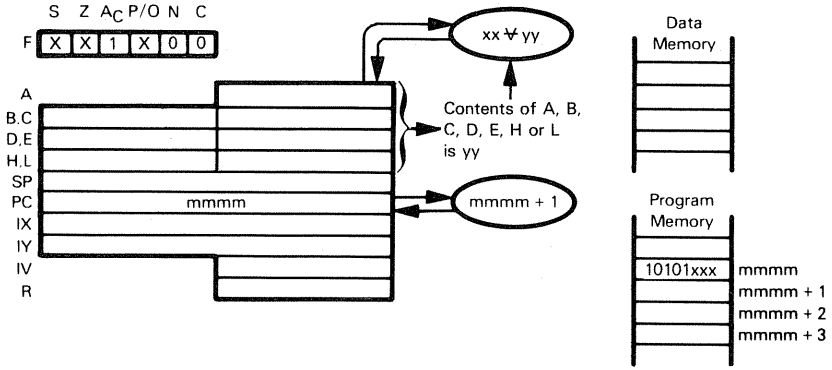 S Z AC P/O N C
F X X 1 X 0 0
xx ⊻ yy
Data
Memory
A
B,C
D,E
H,L
SP
PC mmmm
IX
IY
IV
R
Contents of A, B,
C, D, E, H or L
is yy
mmmm + 1
Program
Memory
10101xxx mmmm
mmmm + 1
mmmm + 2
mmmm + 3